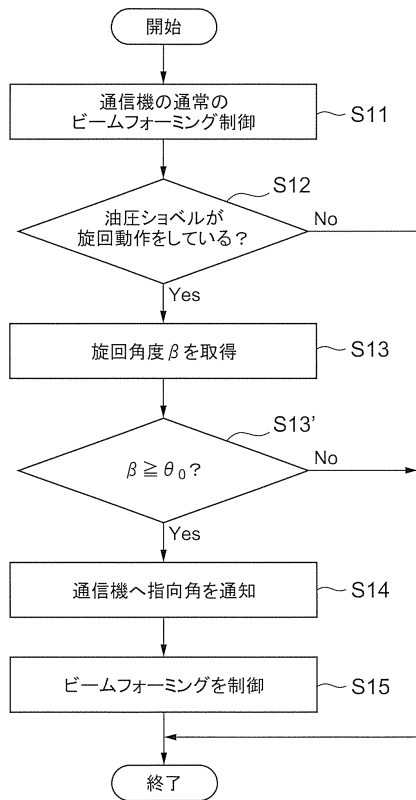 開始
通信機の通常の
ビームフォーミング制御
S11
S12
油圧ショベルが
旋回動作をしている?
No
Yes
旋回角度βを取得
S13
S13'
β≧θ0?
No
Yes
通信機へ指向角を通知
S14
ビームフォーミングを制御
S15
終了